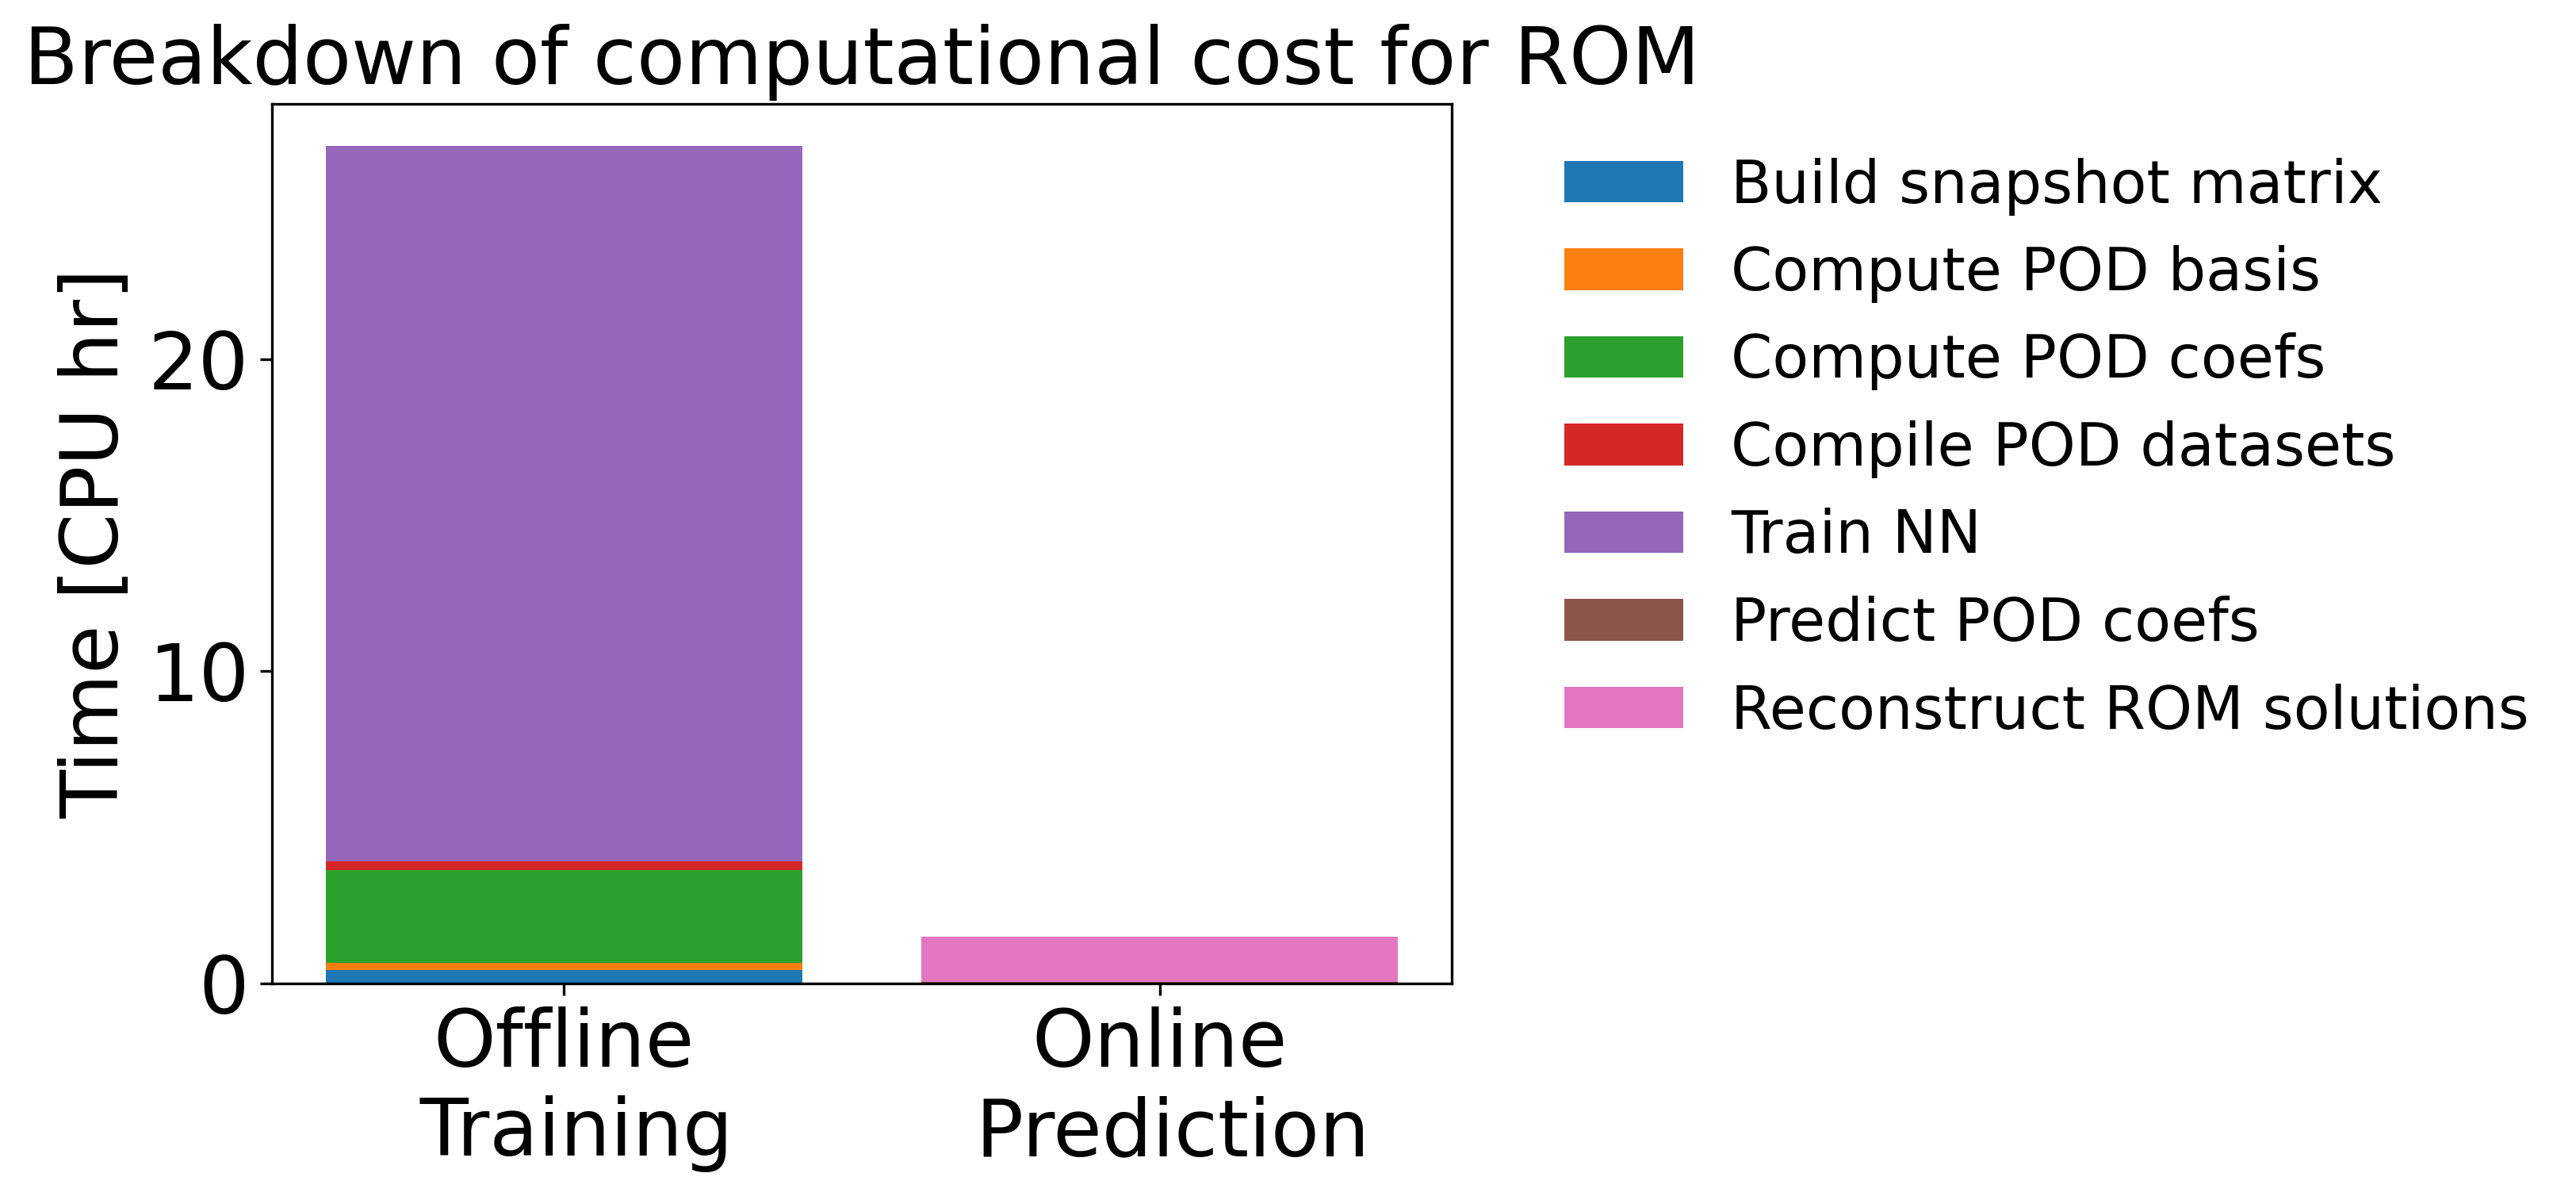 Breakdown of computational cost for ROM
Time [CPU hr]
20
10
0
Offline
Training
Online
Prediction
Build snapshot matrix
Compute POD basis
Compute POD coefs
Compile POD datasets
Train NN
Predict POD coefs
Reconstruct ROM solutions